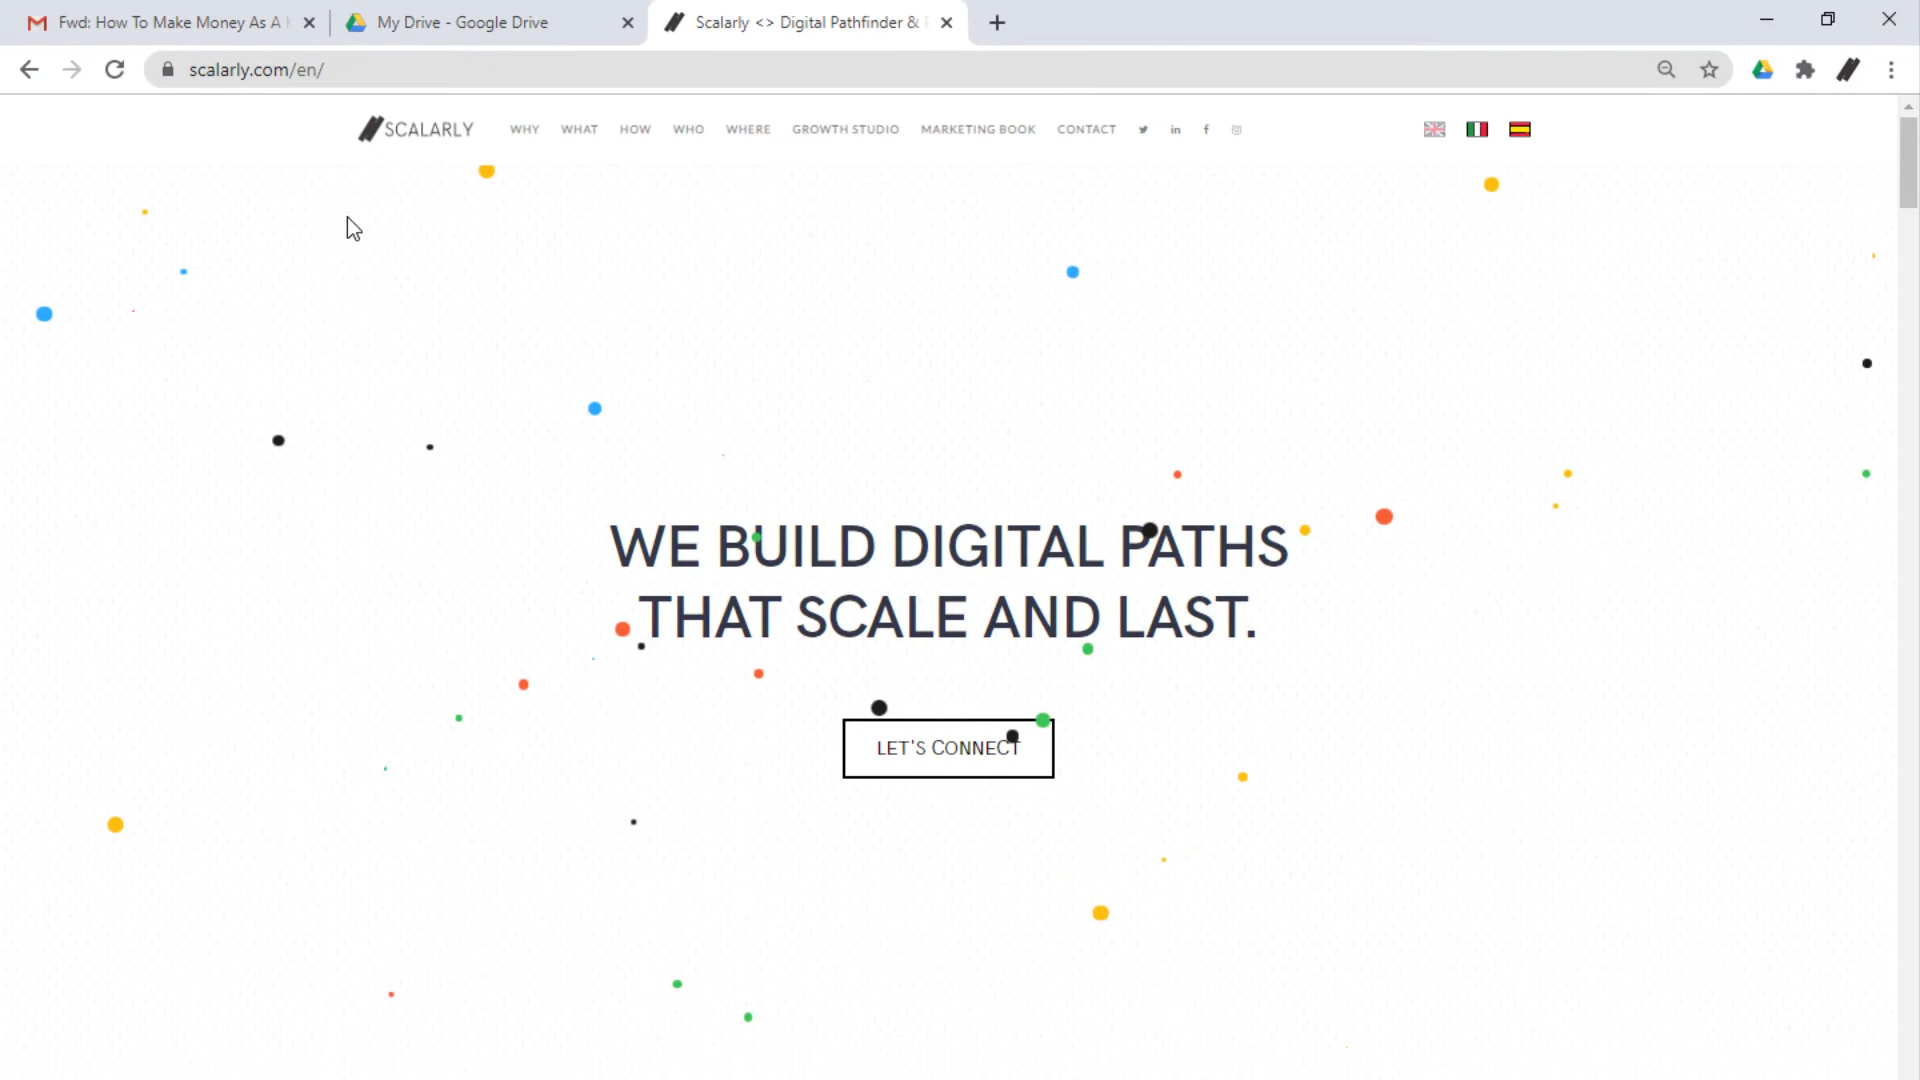 Fwd: How To Make Money As A
My Drive - Google Drive
Scalarly <> Digital Pathfinder &
scalarly.com/en/
SCALARLY
WHY
WHAT
HOW
WHO
WHERE
GROWTH STUDIO
MARKETING BOOK
CONTACT
WE BUILD DIGITAL PATHS
THAT SCALE AND LAST.
LET'S CONNECT